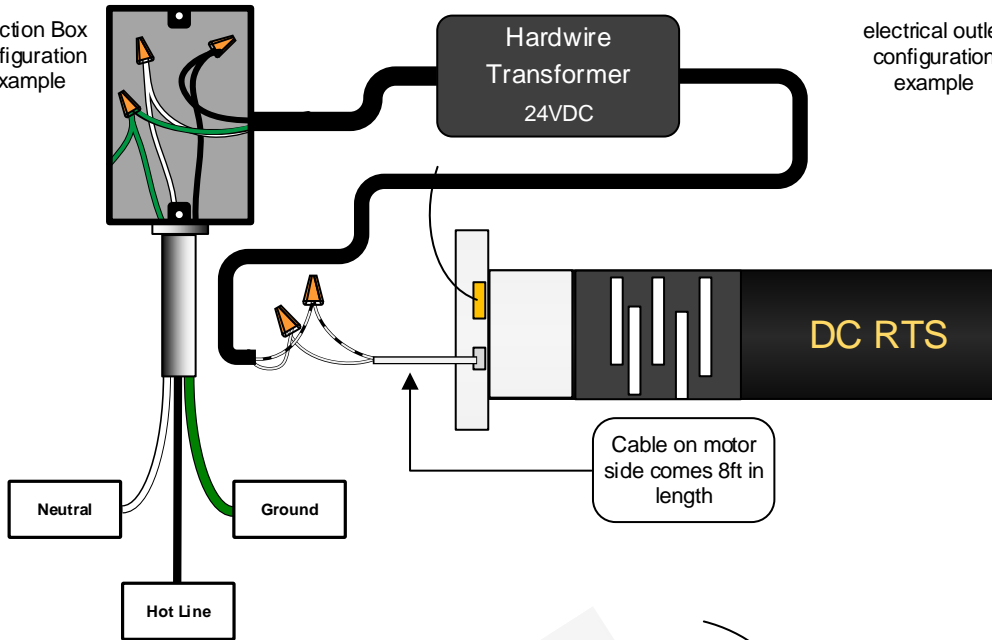 ction Box
figuration
xample
Hardwire
Transformer
24VDC
electrical outle
configuration
example
DC RTS
Cable on motor
side comes 8ft in
length
Neutral
Ground
Hot Line